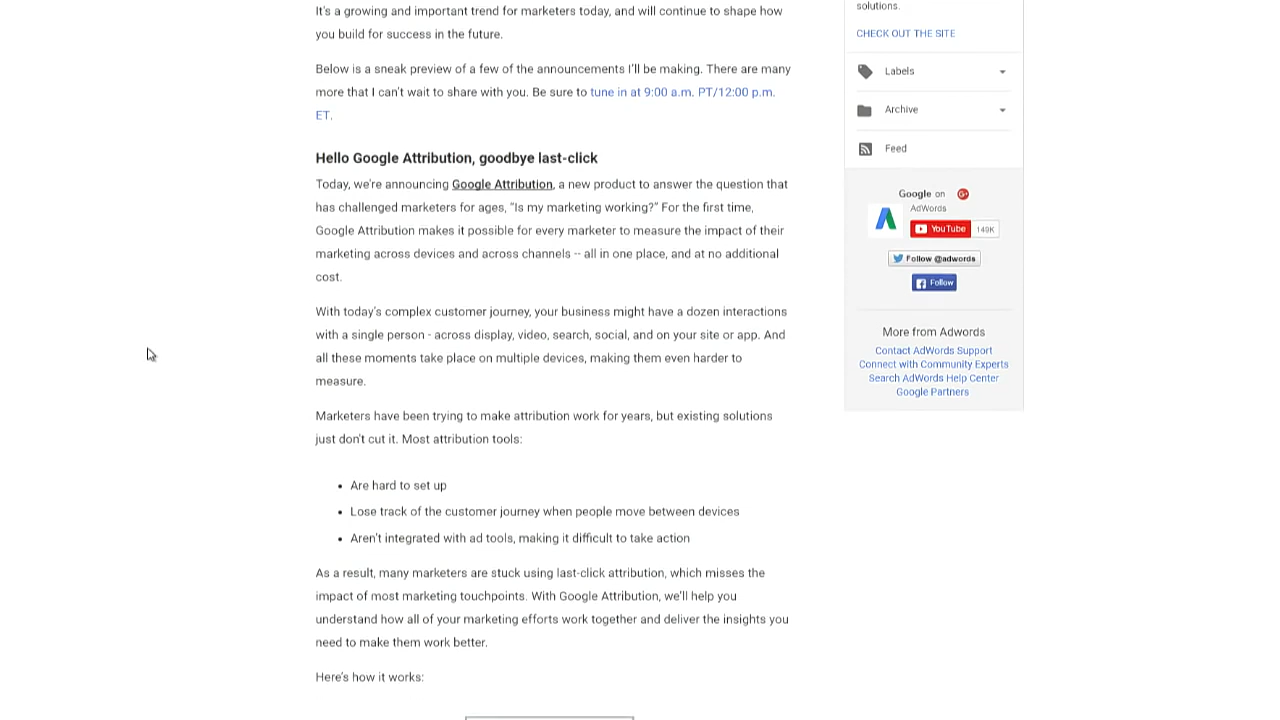 It's a growing and important trend for marketers today, and will continue to shape how
you build for success in the future.
Below is a sneak preview of a few of the announcements I'll be making. There are many
more that I can't wait to share with you. Be sure to tune in at 9:00 a.m. PT/12:00 p.m.
ET.
Hello Google Attribution, goodbye last-click
Today, we're announcing Google Attribution, a new product to answer the question that
has challenged marketers for ages, "Is my marketing working?" For the first time,
Google Attribution makes it possible for every marketer to measure the impact of their
marketing across devices and across channels -- all in one place, and at no additional
cost.
With today's complex customer journey, your business might have a dozen interactions
with a single person - across display, video, search, social, and on your site or app. And
all these moments take place on multiple devices, making them even harder to
measure.
Marketers have been trying to make attribution work for years, but existing solutions
just don't cut it. Most attribution tools:
• Are hard to set up
• Lose track of the customer journey when people move between devices
• Aren't integrated with ad tools, making it difficult to take action
As a result, many marketers are stuck using last-click attribution, which misses the
impact of most marketing touchpoints. With Google Attribution, we'll help you
understand how all of your marketing efforts work together and deliver the insights you
need to make them work better.
Here's how it works:
solutions.
CHECK OUT THE SITE
Labels
Archive
Feed
Google on G+
AdWords
YouTube 149K
Follow @adwords
Follow
More from Adwords
Contact AdWords Support
Connect with Community Experts
Search AdWords Help Center
Google Partners